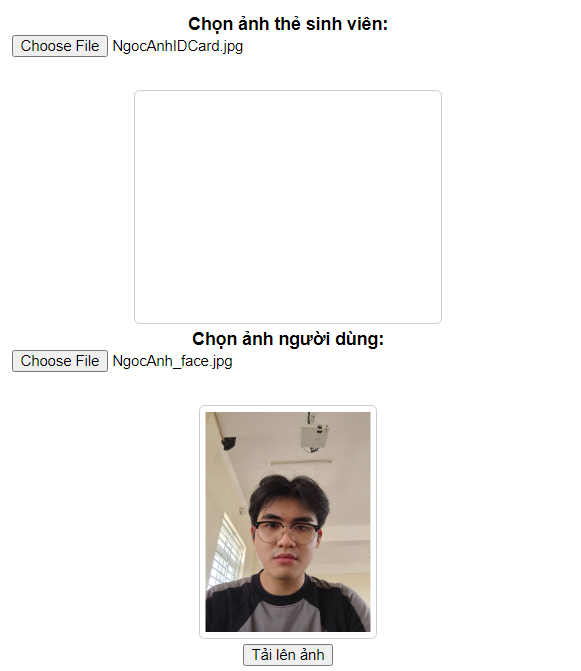 Chọn ảnh thẻ sinh viên:
Choose File NgocAnhIDCard.jpg
Chọn ảnh người dùng:
Choose File NgocAnh_face.jpg
Tải lên ảnh